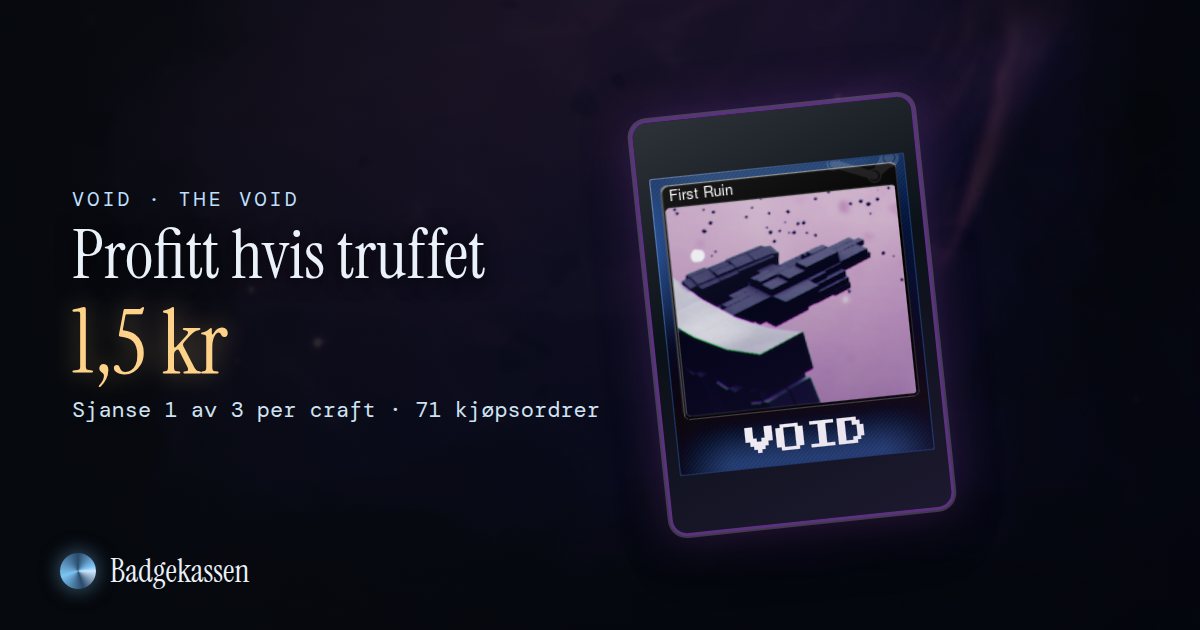 VOID · THE VOID
Profitt hvis truffet
1,5 kr
Sjanse 1 av 3 per craft · 71 kjøpsordrer
First Ruin
VOID
Badgekassen